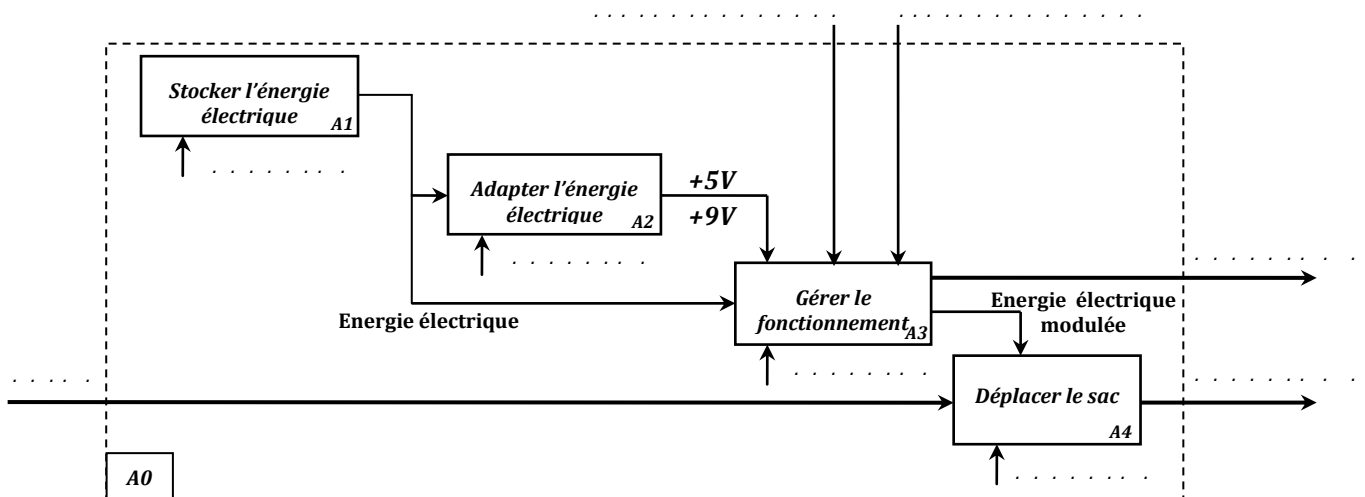 . . . . . . . . . . . . . .
. . . . . . . . . . . . . .
Stocker l’énergie
électrique
A1
. . . . . . . .
Adapter l’énergie
électrique
A2
+5V
+9V
. . . . . . . .
Energie électrique
Gérer le
fonctionnement
A3
. . . . . . . . .
Energie électrique
modulée
. . . . . . . .
. . . . .
Déplacer le sac
A4
. . . . . . . . .
. . . . . . . .
A0